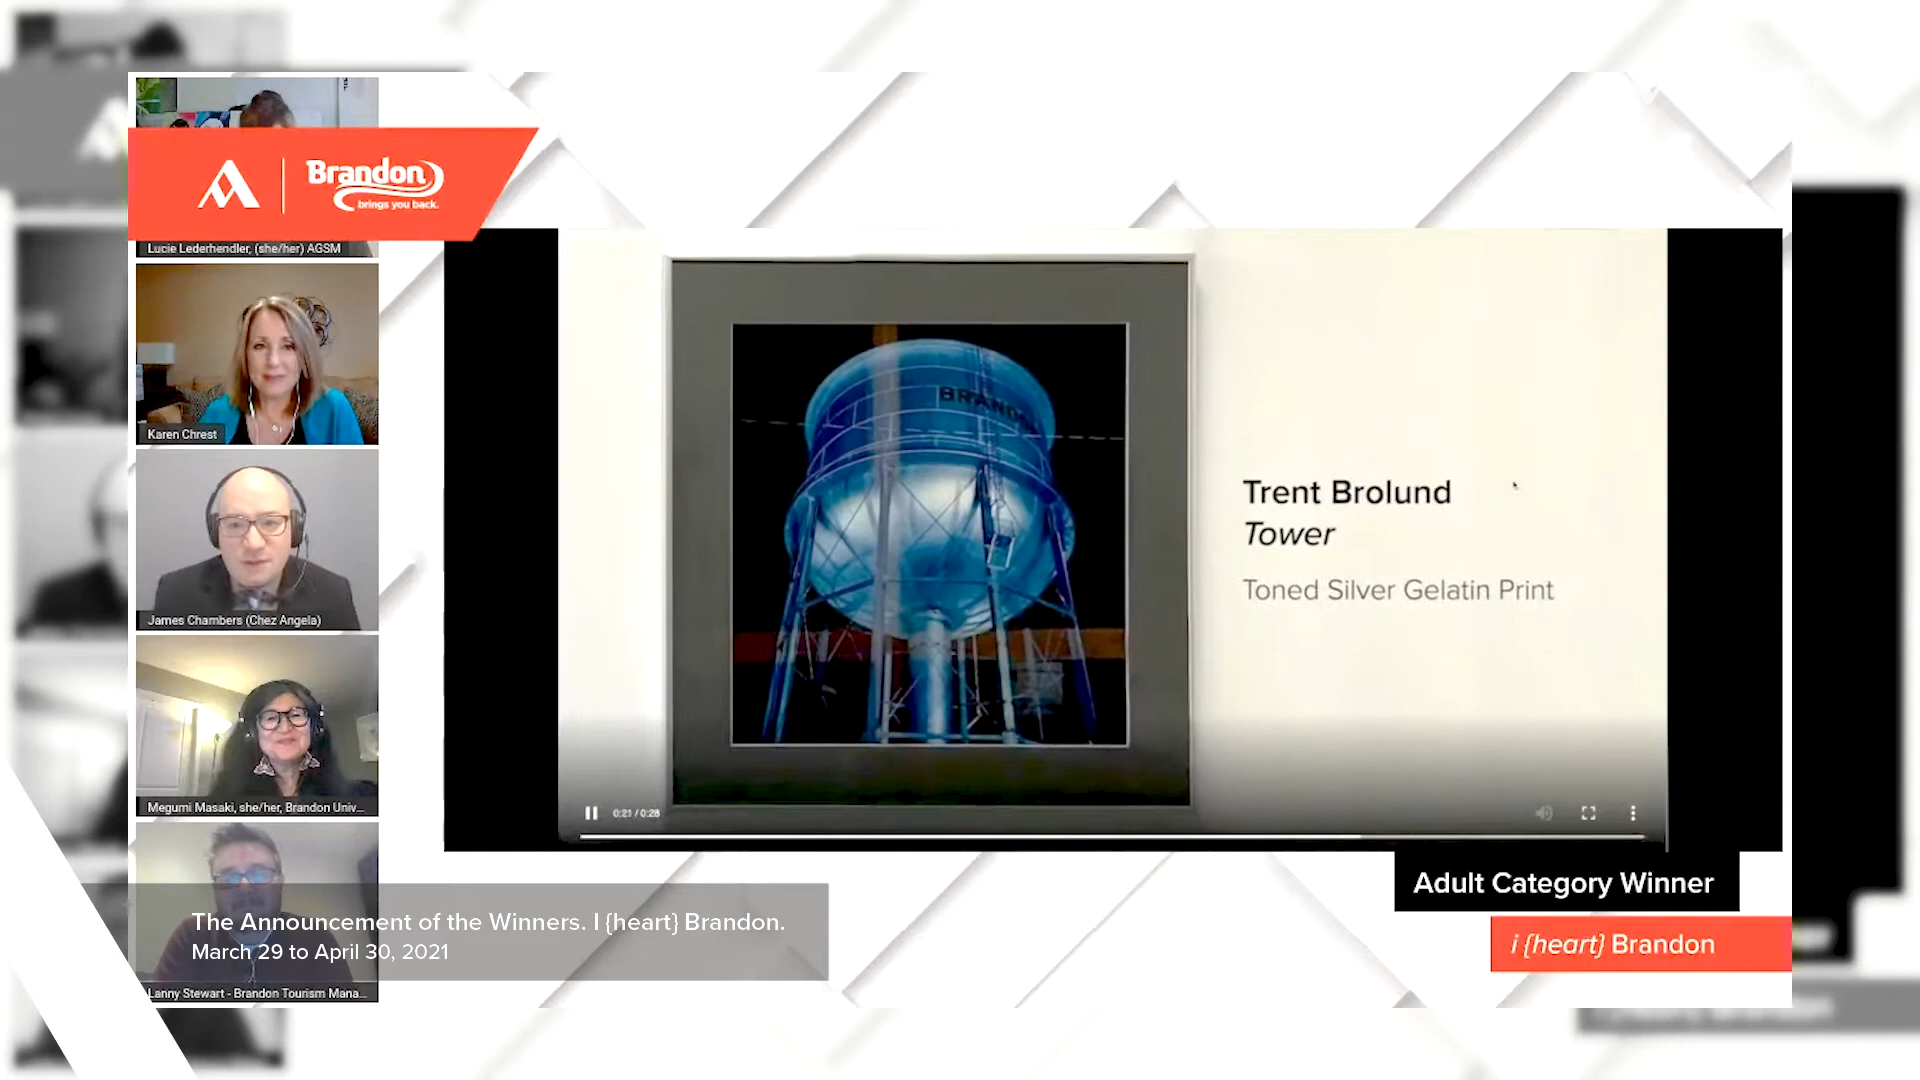 Brandon
brings you back.
Lucie Lederhendler, (she/her) AGSM
Karen Chrest
James Chambers (Chez Angela)
Megumi Masaki, she/her, Brandon Univ...
Lanny Stewart - Brandon Tourism Mana...
The Announcement of the Winners. I {heart} Brandon.
March 29 to April 30, 2021
BRANDO
Trent Brolund
Tower
Toned Silver Gelatin Print
0:21 / 0:28
Adult Category Winner
i {heart} Brandon